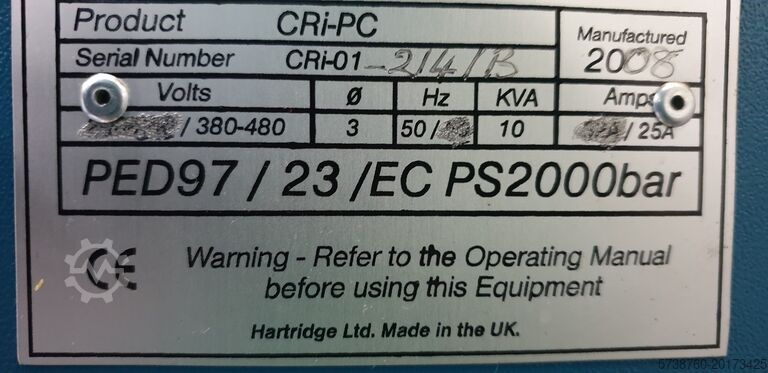 Product CRi-PC Manufactured
Serial Number CRi-01-214/B 2008
Volts Ø Hz KVA Amps
/ 380-480 3 50/ 10 / 25A
PED97 / 23 /EC PS2000bar
CE Warning - Refer to the Operating Manual
before using this Equipment
Hartridge Ltd. Made in the UK.
5738760-20173425